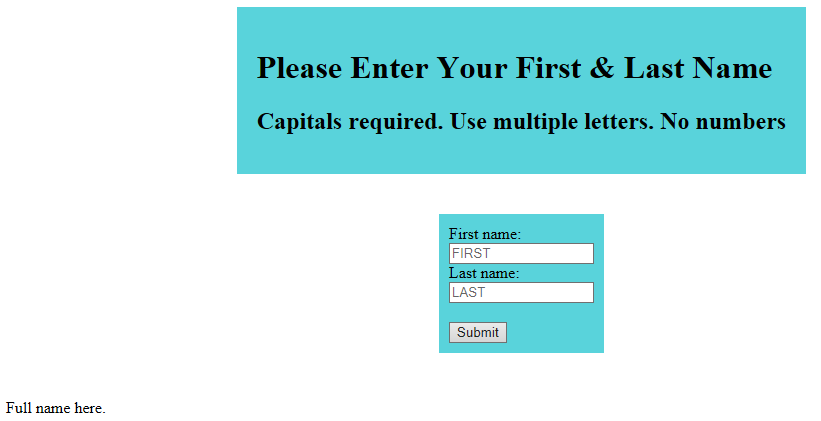 Please Enter Your First & Last Name
Capitals required. Use multiple letters. No numbers
First name:
FIRST
Last name:
LAST
Submit
Full name here.